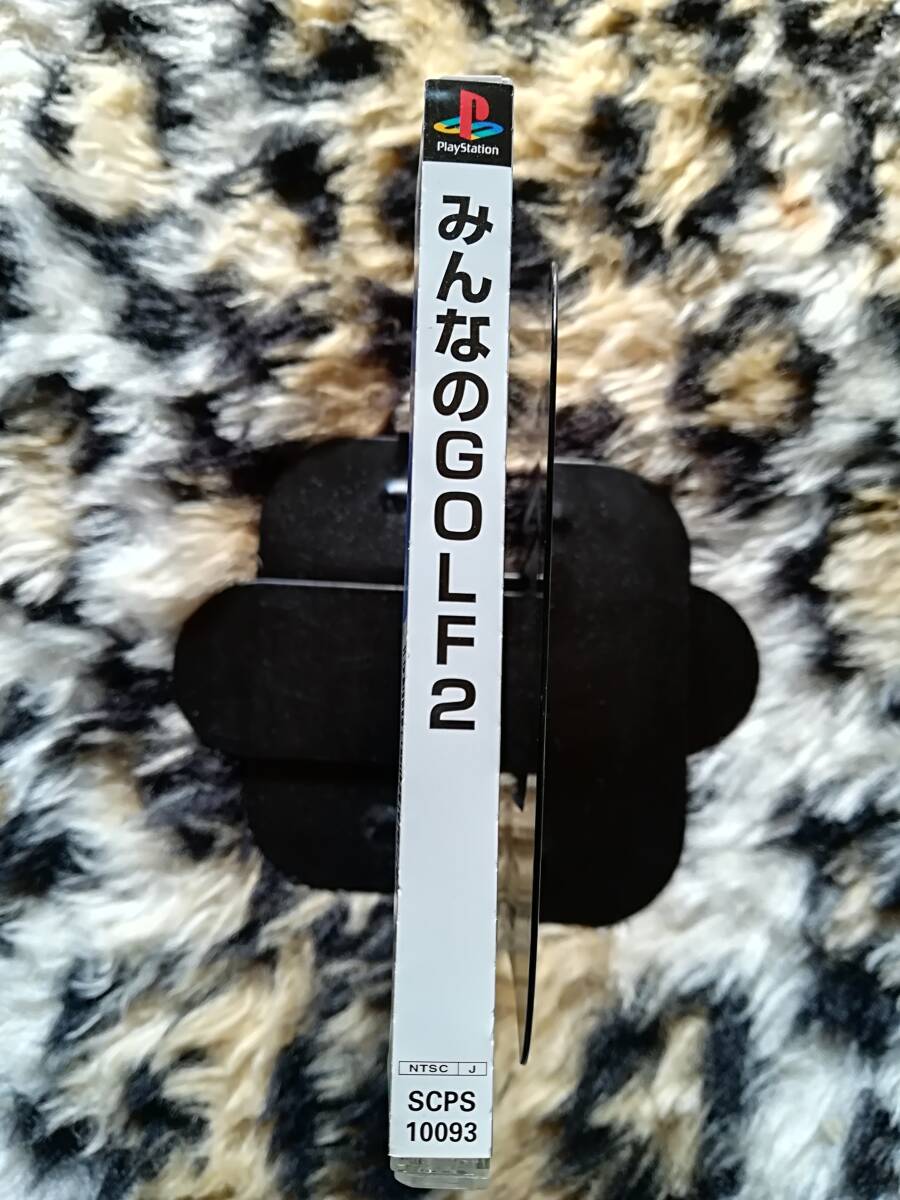 PlayStation
みんなのGOLF2
NTSC J
SCPS
10093